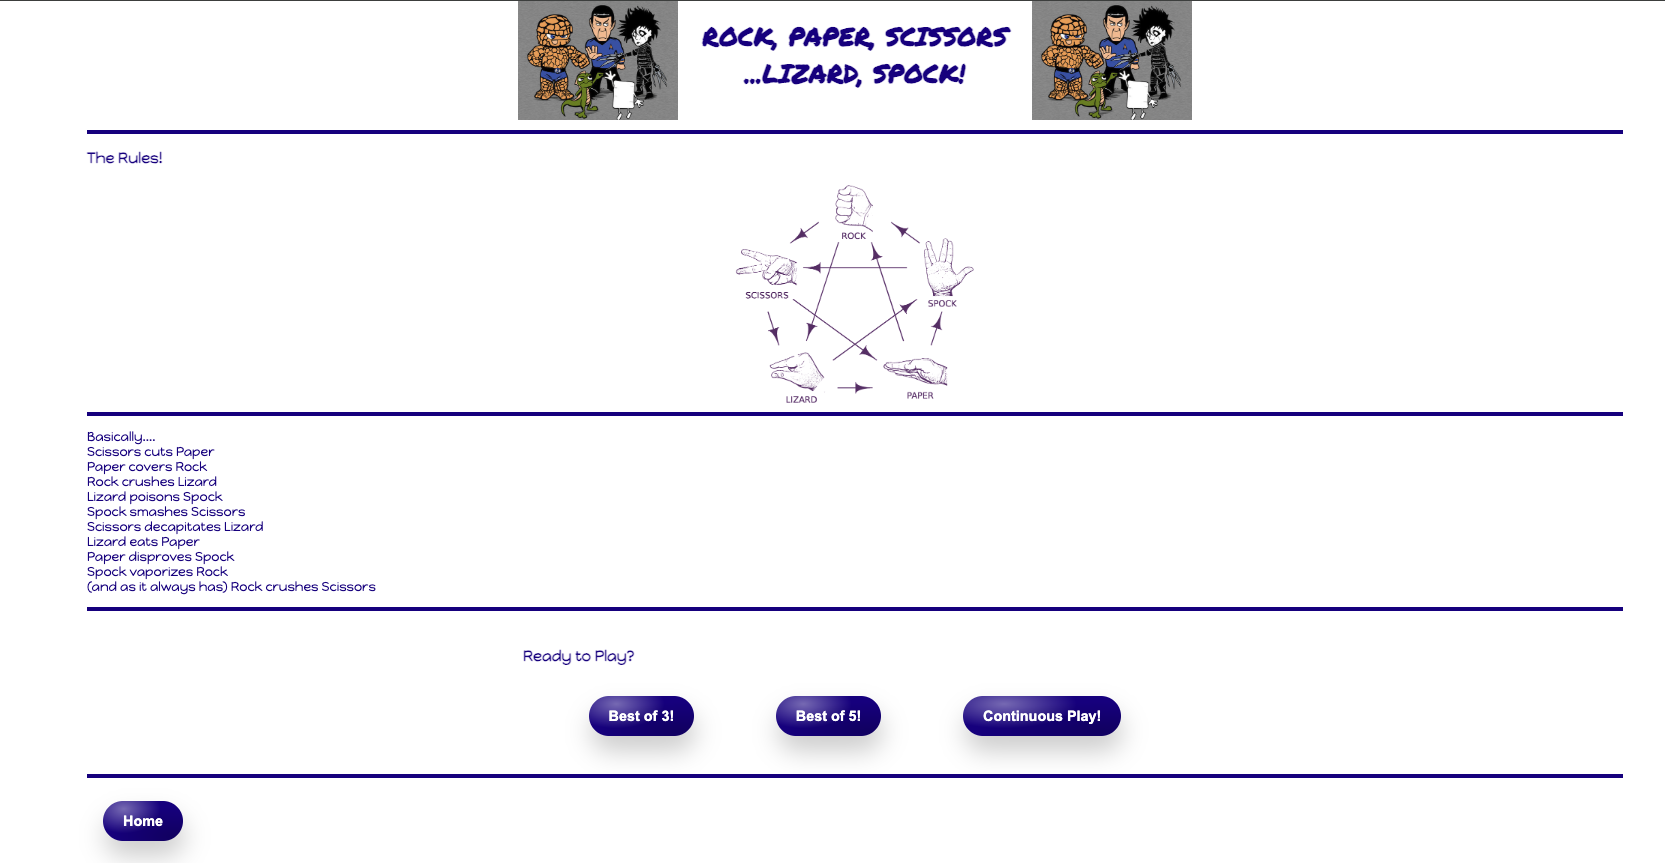 ROCK, PAPER, SCISSORS
...LIZARD, SPOCK!
The Rules!
ROCK
SCISSORS
SPOCK
LIZARD
PAPER
Basically....
Scissors cuts Paper
Paper covers Rock
Rock crushes Lizard
Lizard poisons Spock
Spock smashes Scissors
Scissors decapitates Lizard
Lizard eats Paper
Paper disproves Spock
Spock vaporizes Rock
(and as it always has) Rock crushes Scissors
Ready to Play?
Best of 3!
Best of 5!
Continuous Play!
Home